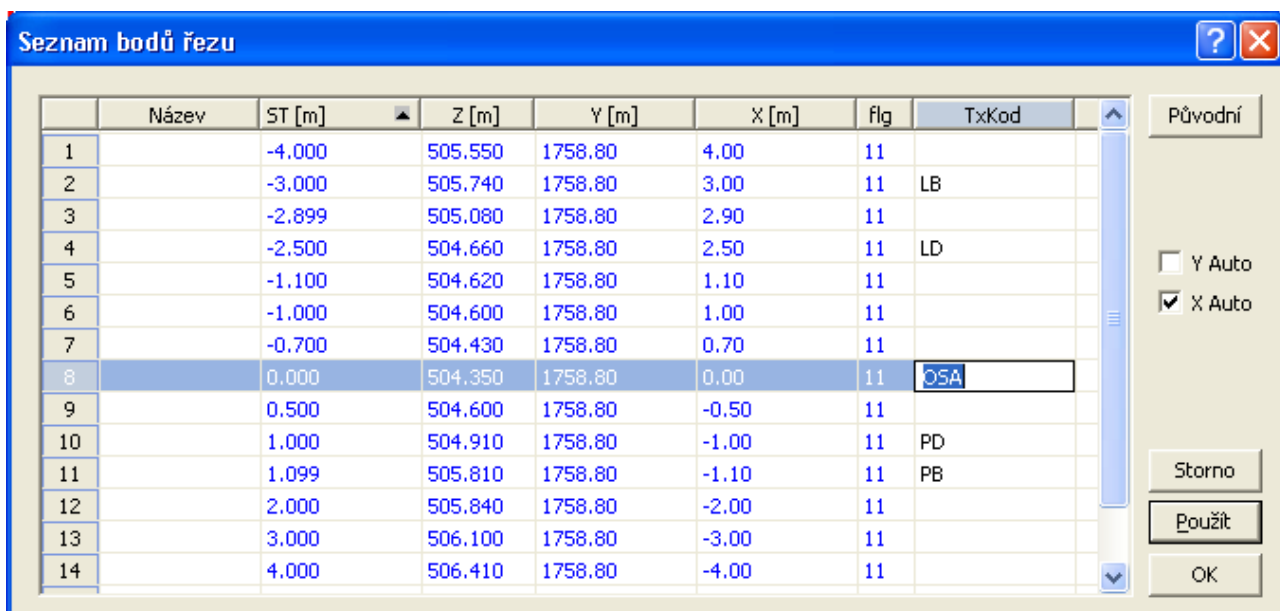 Seznam bodů řezu
Název ST [m] Z [m] Y [m] X [m] flg TxKod Původní
1 -4.000 505.550 1758.80 4.00 11
2 -3.000 505.740 1758.80 3.00 11 LB
3 -2.899 505.080 1758.80 2.90 11
4 -2.500 504.660 1758.80 2.50 11 LD
Y Auto
5 -1.100 504.620 1758.80 1.10 11
6 -1.000 504.600 1758.80 1.00 11
X Auto
7 -0.700 504.430 1758.80 0.70 11
8 0.000 504.350 1758.80 0.00 11 OSA
9 0.500 504.600 1758.80 -0.50 11
10 1.000 504.910 1758.80 -1.00 11 PD
11 1.099 505.810 1758.80 -1.10 11 PB
Storno
12 2.000 505.840 1758.80 -2.00 11
Použít
13 3.000 506.100 1758.80 -3.00 11
14 4.000 506.410 1758.80 -4.00 11
OK